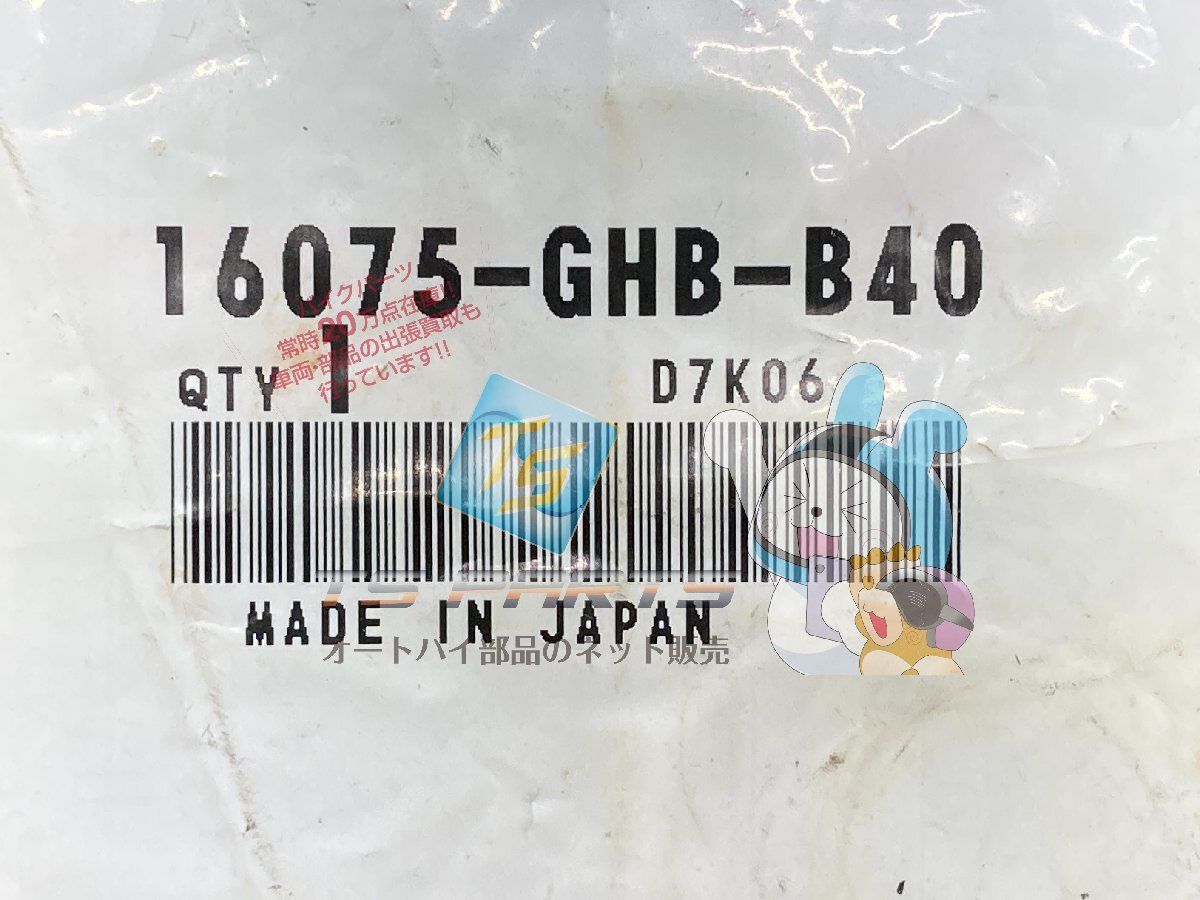 16075-GHB-B40
バイクパーツ
常時20万点在庫!!
車両・部品の出張買取も
行っています!!
QTY 1
D7K06
TS
TS PARTS
MADE IN JAPAN
オートバイ部品のネット販売